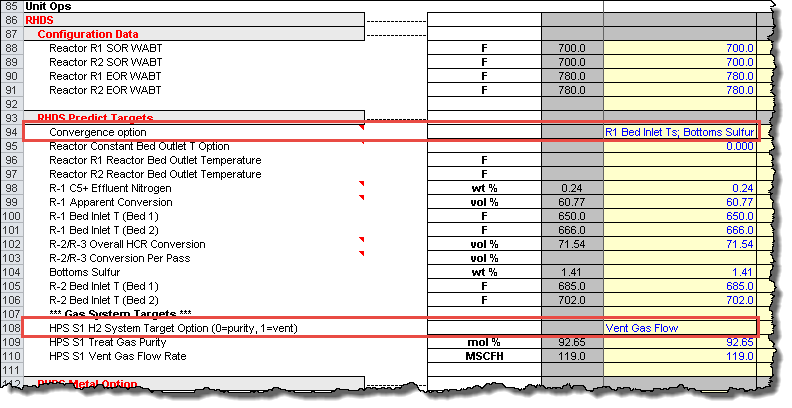 85 Unit Ops
86 RHDS
87 Configuration Data
88 Reactor R1 SOR WABT F 700.0 700.0
89 Reactor R2 SOR WABT F 700.0 700.0
90 Reactor R1 EOR WABT F 780.0 780.0
91 Reactor R2 EOR WABT F 780.0 780.0
92
93 RHDS Predict Targets
94 Convergence option R1 Bed Inlet Ts; Bottoms Sulfur
95 Reactor Constant Bed Outlet T Option 0.000
96 Reactor R1 Reactor Bed Outlet Temperature F
97 Reactor R2 Reactor Bed Outlet Temperature F
98 R-1 C5+ Effluent Nitrogen wt % 0.24 0.24
99 R-1 Apparent Conversion vol % 60.77 60.77
100 R-1 Bed Inlet T (Bed 1) F 650.0 650.0
101 R-1 Bed Inlet T (Bed 2) F 666.0 666.0
102 R-2/R-3 Overall HCR Conversion vol % 71.54 71.54
103 R-2/R-3 Conversion Per Pass vol %
104 Bottoms Sulfur wt % 1.41 1.41
105 R-2 Bed Inlet T (Bed 1) F 685.0 685.0
106 R-2 Bed Inlet T (Bed 2) F 702.0 702.0
107 *** Gas System Targets ***
108 HPS S1 H2 System Target Option (0=purity, 1=vent) Vent Gas Flow
109 HPS S1 Treat Gas Purity mol % 92.65 92.65
110 HPS S1 Vent Gas Flow Rate MSCFH 119.0 119.0
111
112 RHDS Metal Option